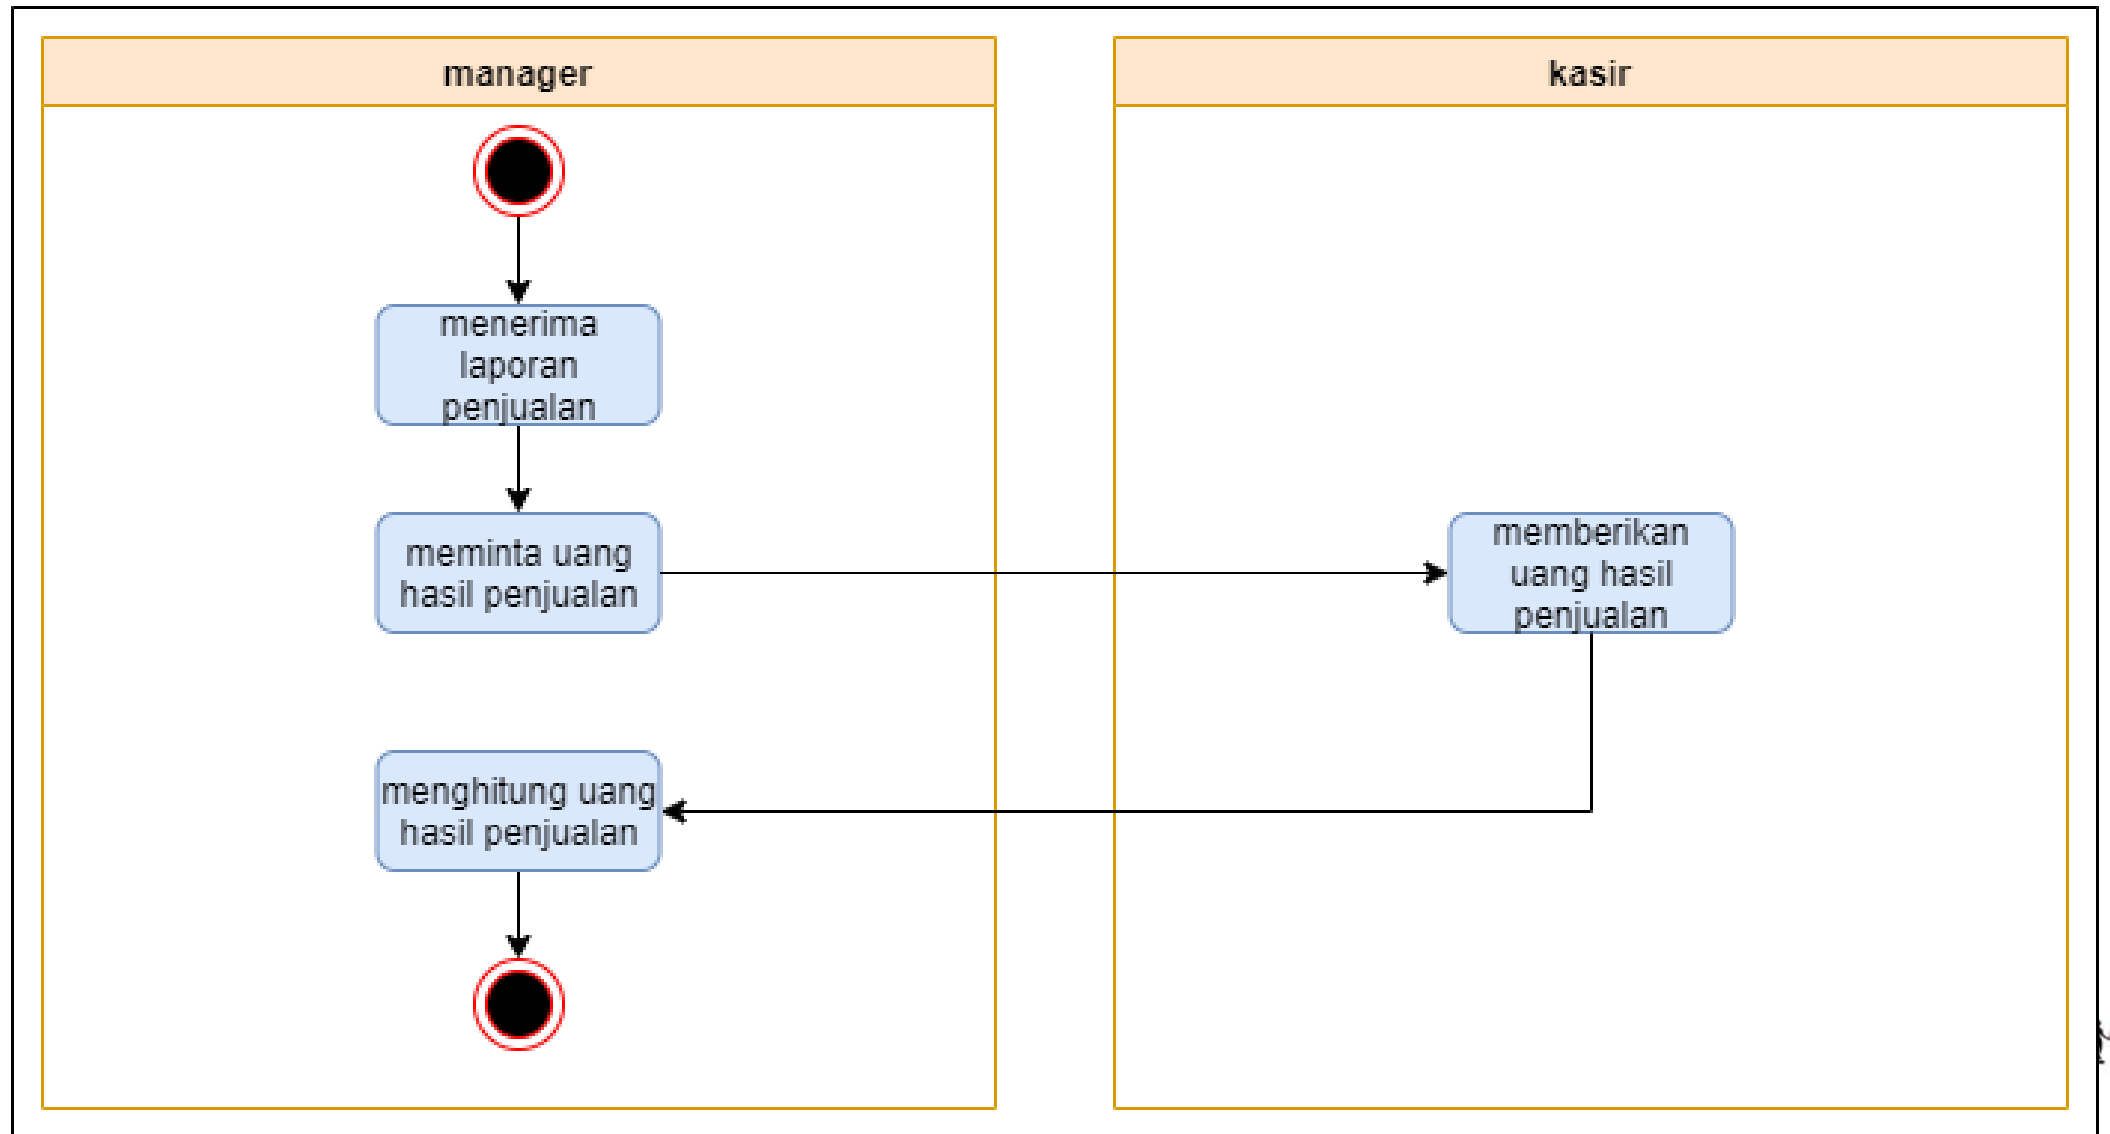 manager
kasir
menerima
laporan
penjualan
meminta uang
hasil penjualan
memberikan
uang hasil
penjualan
menghitung uang
hasil penjualan